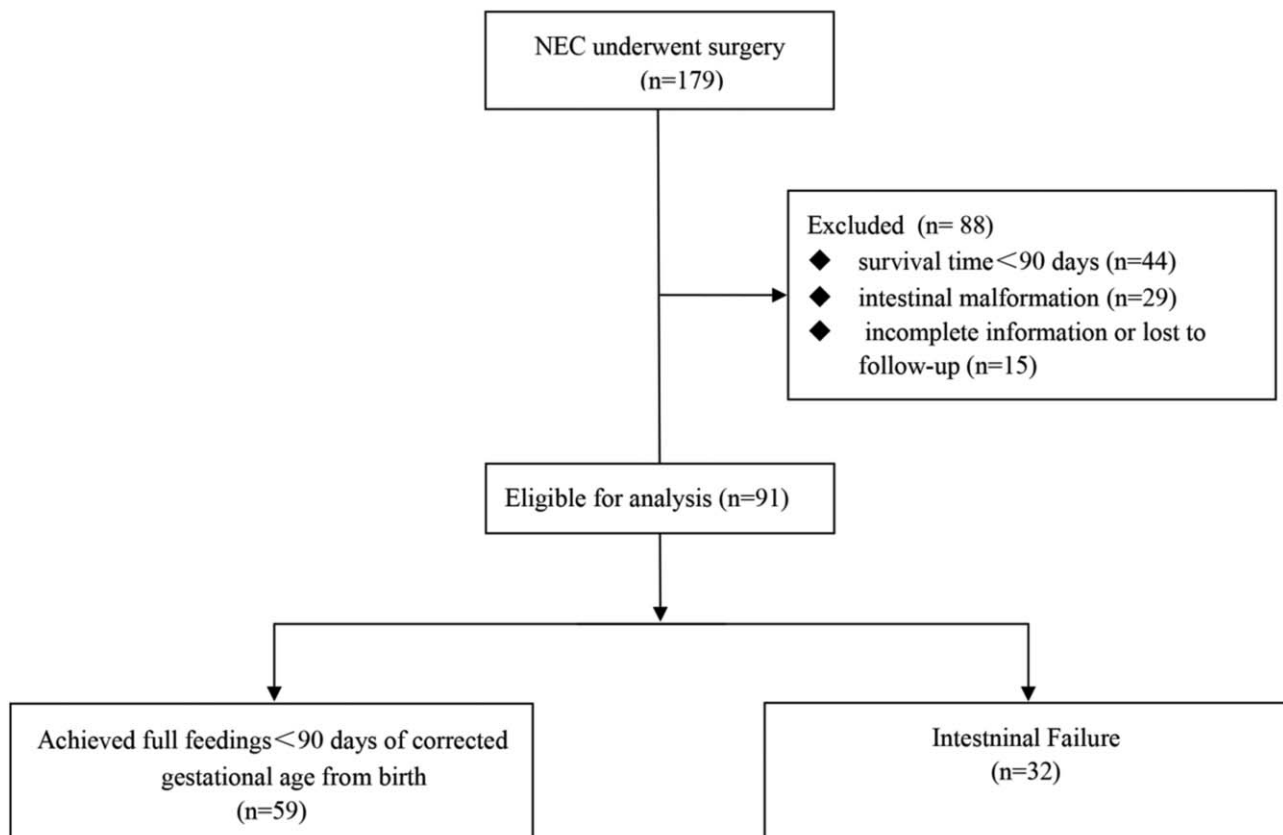 NEC underwent surgery
(n=179)
Excluded (n= 88)
◆ survival time<90 days (n=44)
◆ intestinal malformation (n=29)
◆ incomplete information or lost to
follow-up (n=15)
Eligible for analysis (n=91)
Achieved full feedings<90 days of corrected
gestational age from birth
(n=59)
Intestninal Failure
(n=32)